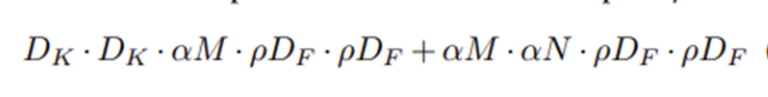 D_K · D_K · αM · ρD_F · ρD_F + αM · αN · ρD_F · ρD_F